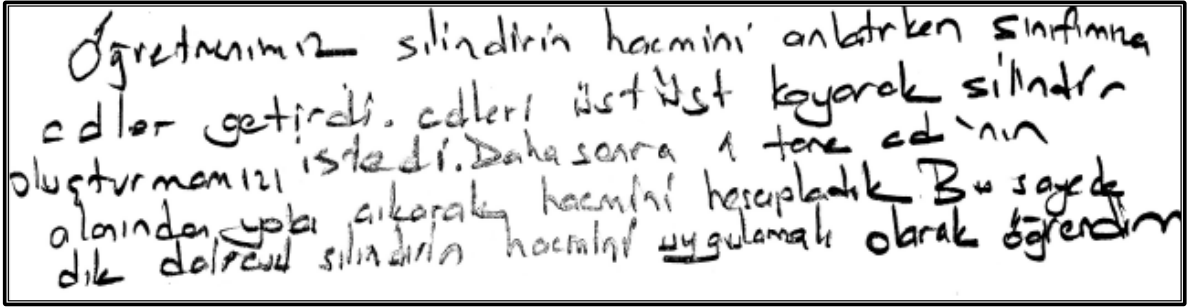 Öğretmenimiz silindirin hacmini anlatırken sınıfımıza
cdler getirdi. cdleri üst üst koyarak silindir
oluşturmamızı istedi. Daha sonra 1 tane cd'nin
alanından yola çıkarak hacmini hesapladık Bu sayede
dik dairesel silindirin hacmini uygulamalı olarak öğrendim